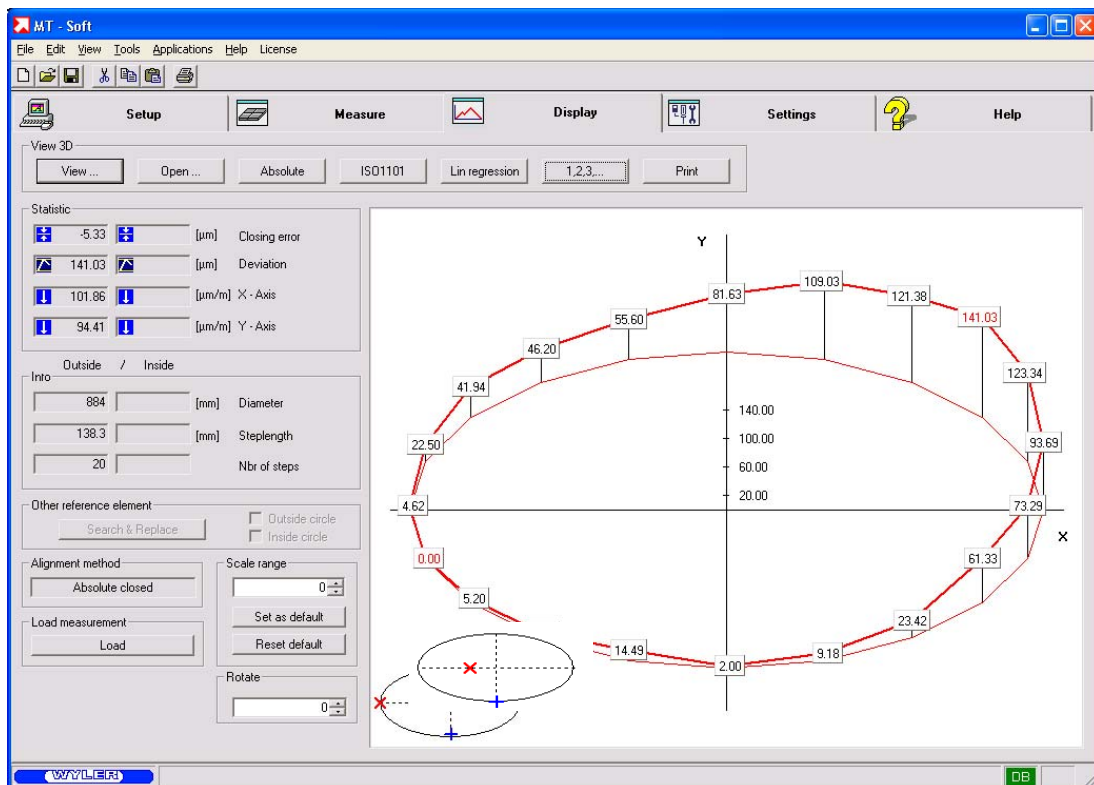 MT - Soft
File Edit View Tools Applications Help License
Setup Measure Display Settings Help
View 3D
View ... Open ... Absolute ISO1101 Lin regression 1,2,3,... Print
Statistic
-5.33 [µm] Closing error
141.03 [µm] Deviation
101.86 [µm/m] X - Axis
94.41 [µm/m] Y - Axis
Outside / Inside
Into
884 [mm] Diameter
138.3 [mm] Steplength
20 Nbr of steps
Other reference element
Search & Replace
Outside circle
Inside circle
Alignment method
Absolute closed
Load measurement
Load
Scale range
0
Set as default
Reset default
Rotate
0
Y
109.03
81.63
121.38
55.60
141.03
46.20
123.34
41.94
140.00
93.69
22.50
100.00
60.00
20.00
4.62
73.29
X
0.00
61.33
5.20
23.42
14.49
9.18
2.00
WYLER
DB